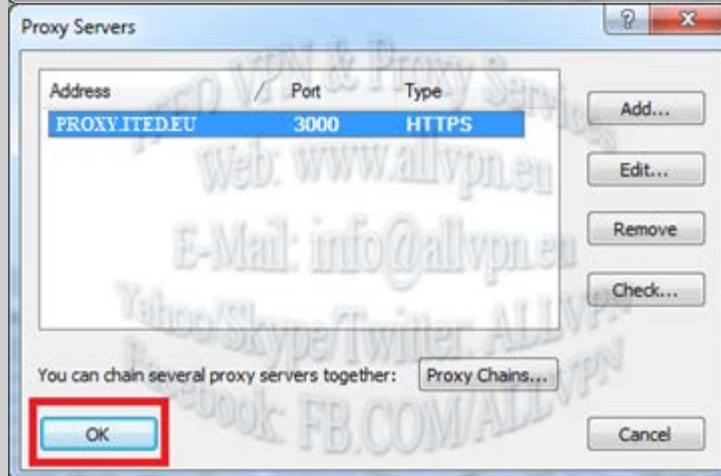 Proxy Servers
Address / Port Type
PROXY.ITED.EU 3000 HTTPS
Add...
Edit...
Remove
Check...
You can chain several proxy servers together: Proxy Chains...
OK Cancel
ITED VPN & Proxy Services
Web: WWW.allvpn.eu
E-Mail: info@allvpn.eu
Yahoo/Skype/Twitter: ALLVPN
Facebook: FB.COM/ALLVPN